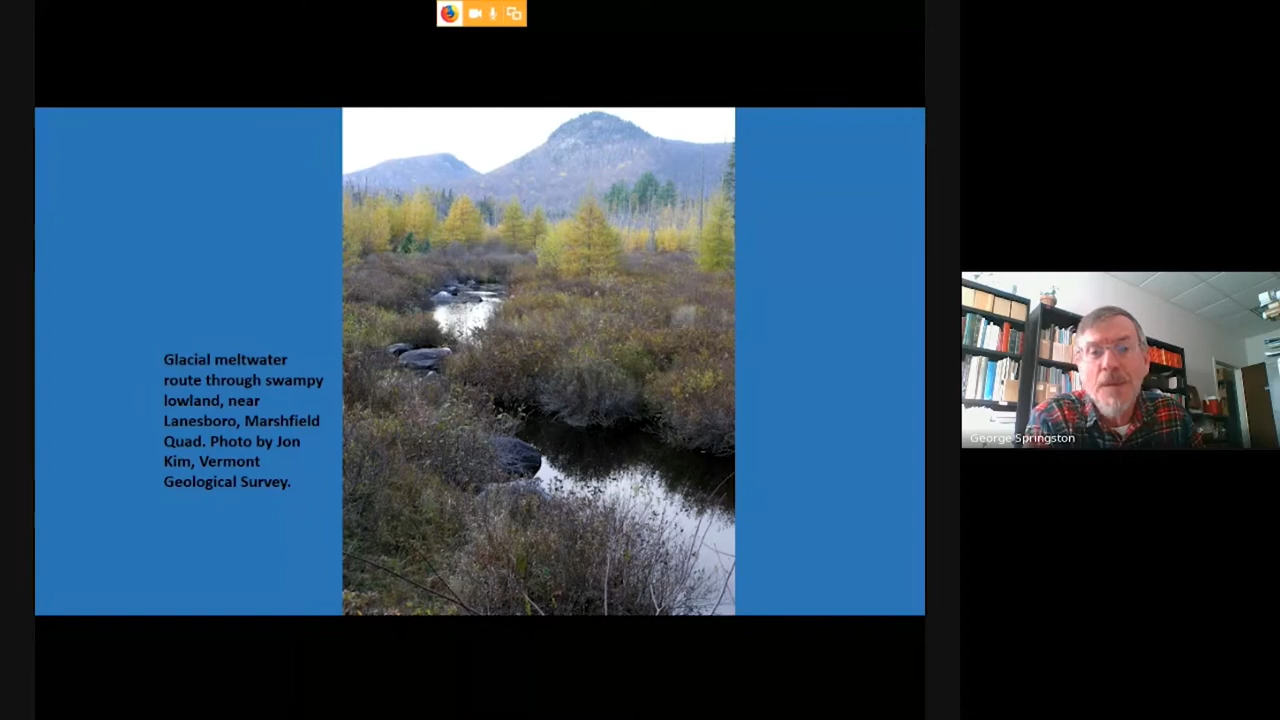 Glacial meltwater
route through swampy
lowland, near
Lanesboro, Marshfield
Quad. Photo by Jon
Kim, Vermont
Geological Survey.
George Springston